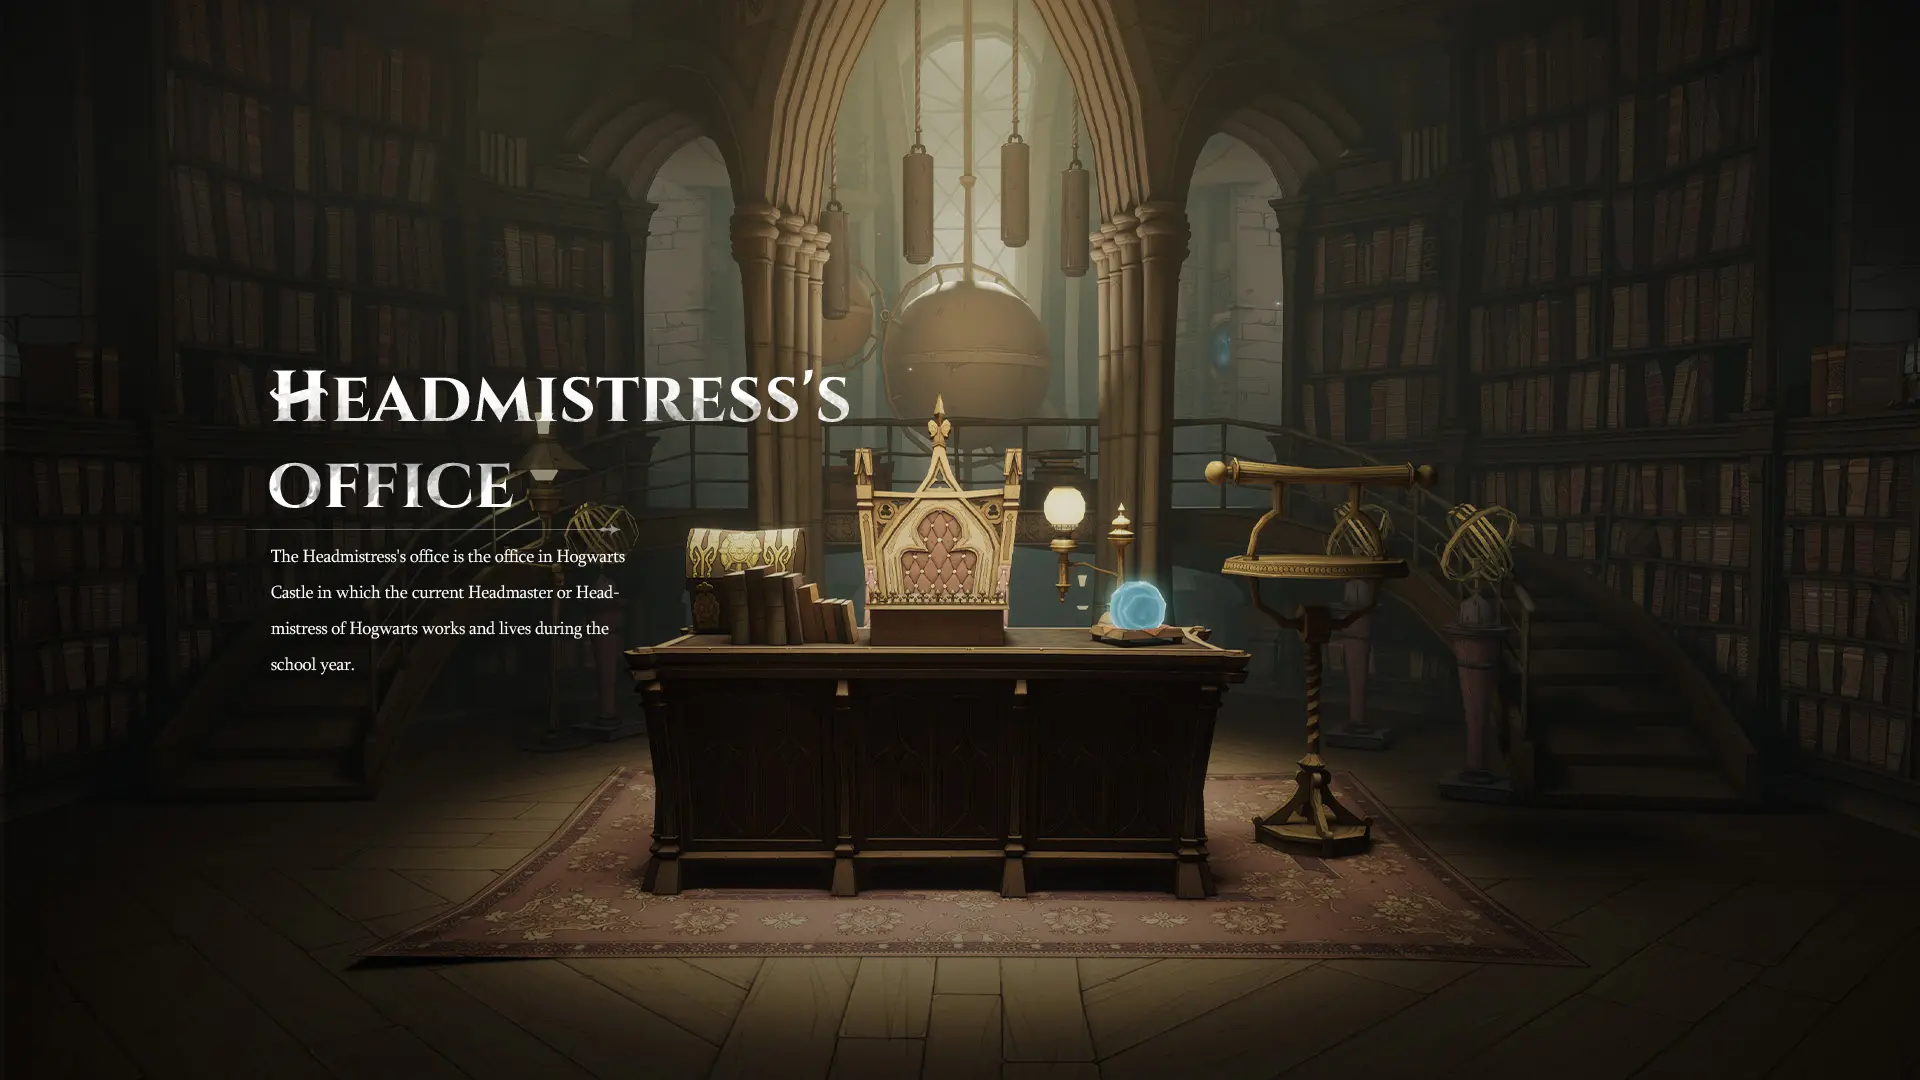 Headmistress's
office
The Headmistress's office is the office in Hogwarts
Castle in which the current Headmaster or Head-
mistress of Hogwarts works and lives during the
school year.